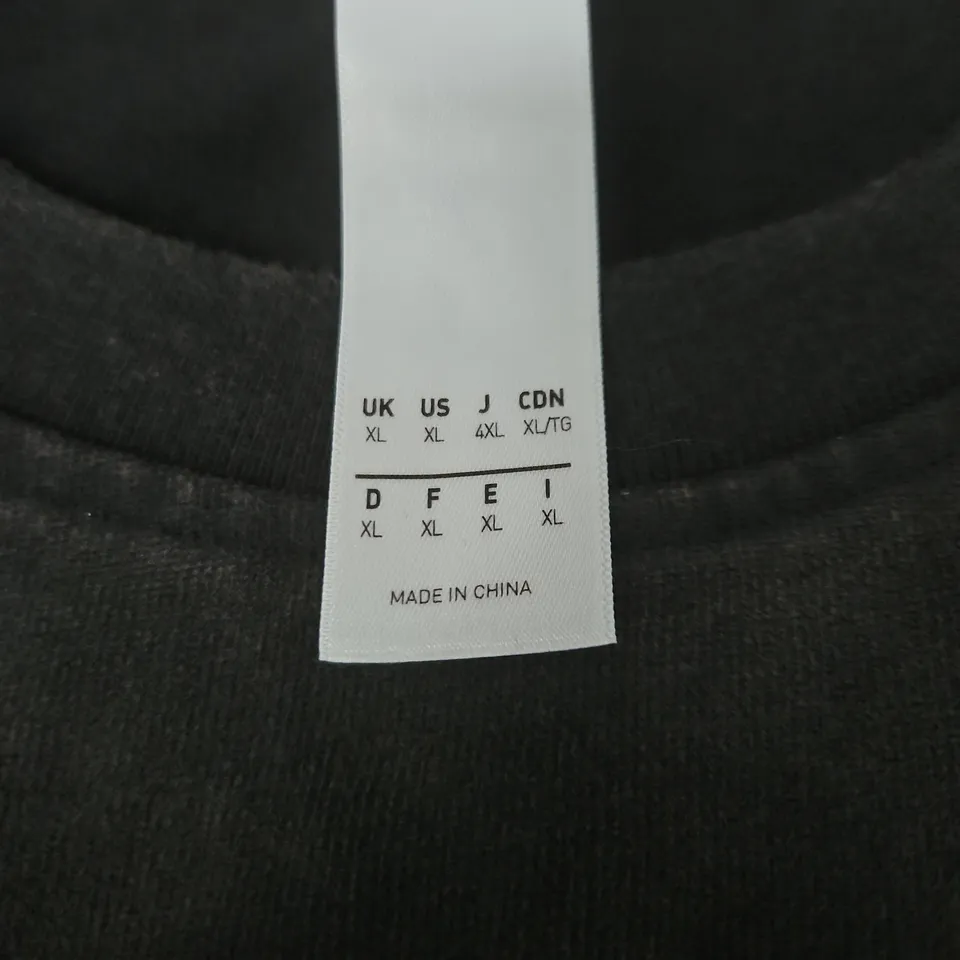 UK US J CDN
XL XL 4XL XL/TG
D F E I
XL XL XL XL
MADE IN CHINA